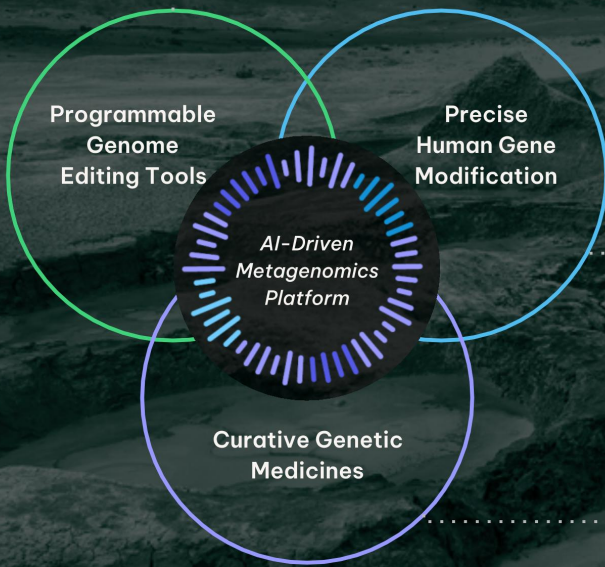 Programmable
Genome
Editing Tools
Precise
Human Gene
Modification
AI-Driven
Metagenomics
Platform
Curative Genetic
Medicines